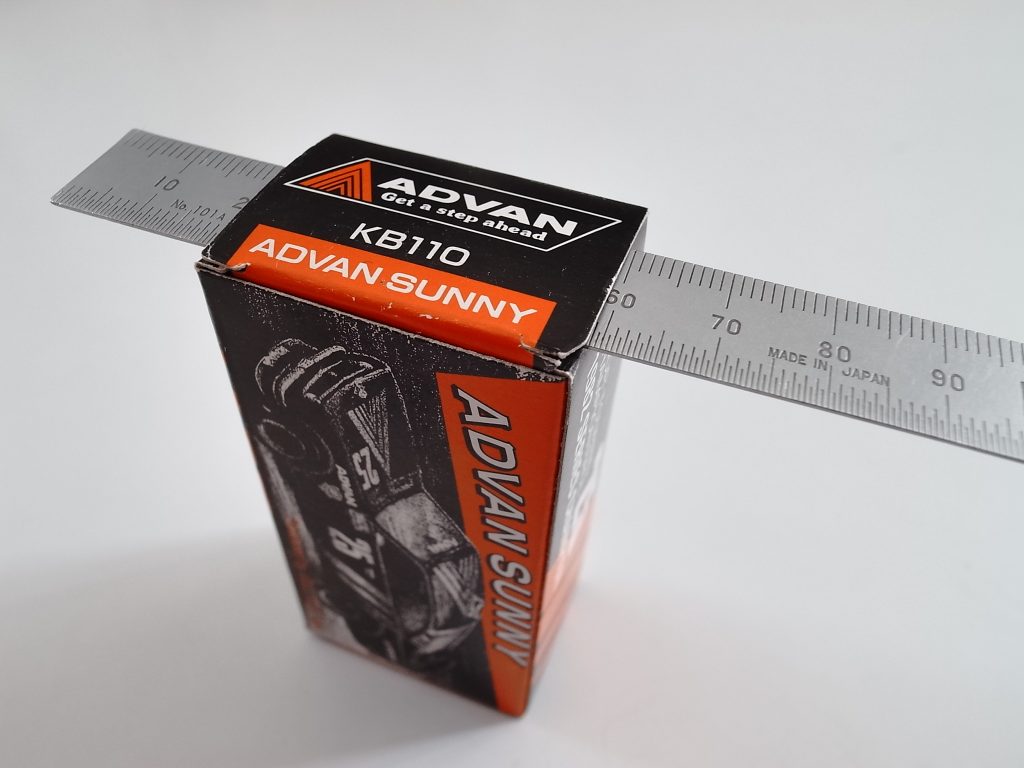 ADVAN
Get a step ahead
KB110
ADVAN SUNNY
10
No.101A
60
70
80
90
MADE IN JAPAN
ADVAN SUNNY
25